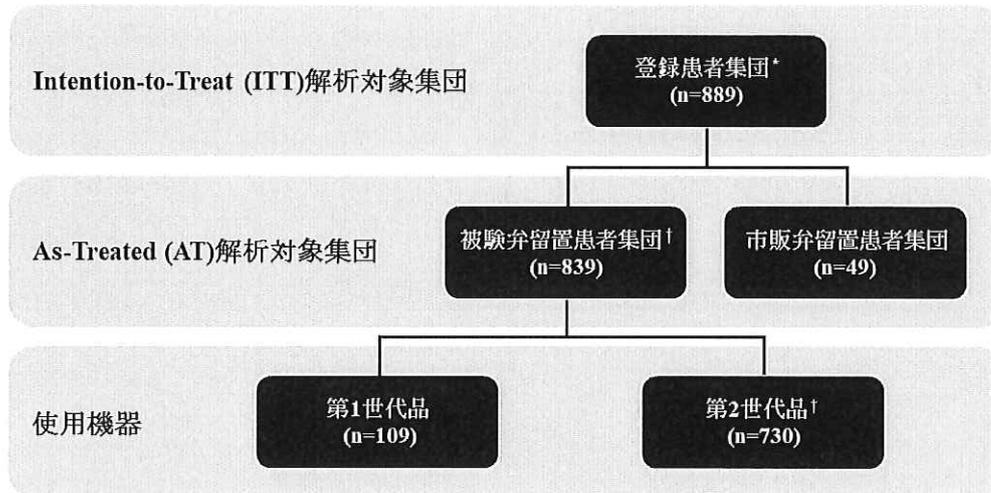 Intention-to-Treat (ITT)解析対象集団
登録患者集団*
(n=889)
As-Treated (AT)解析対象集団
被験弁留置患者集団†
(n=839)
市販弁留置患者集団
(n=49)
使用機器
第1世代品
(n=109)
第2世代品†
(n=730)